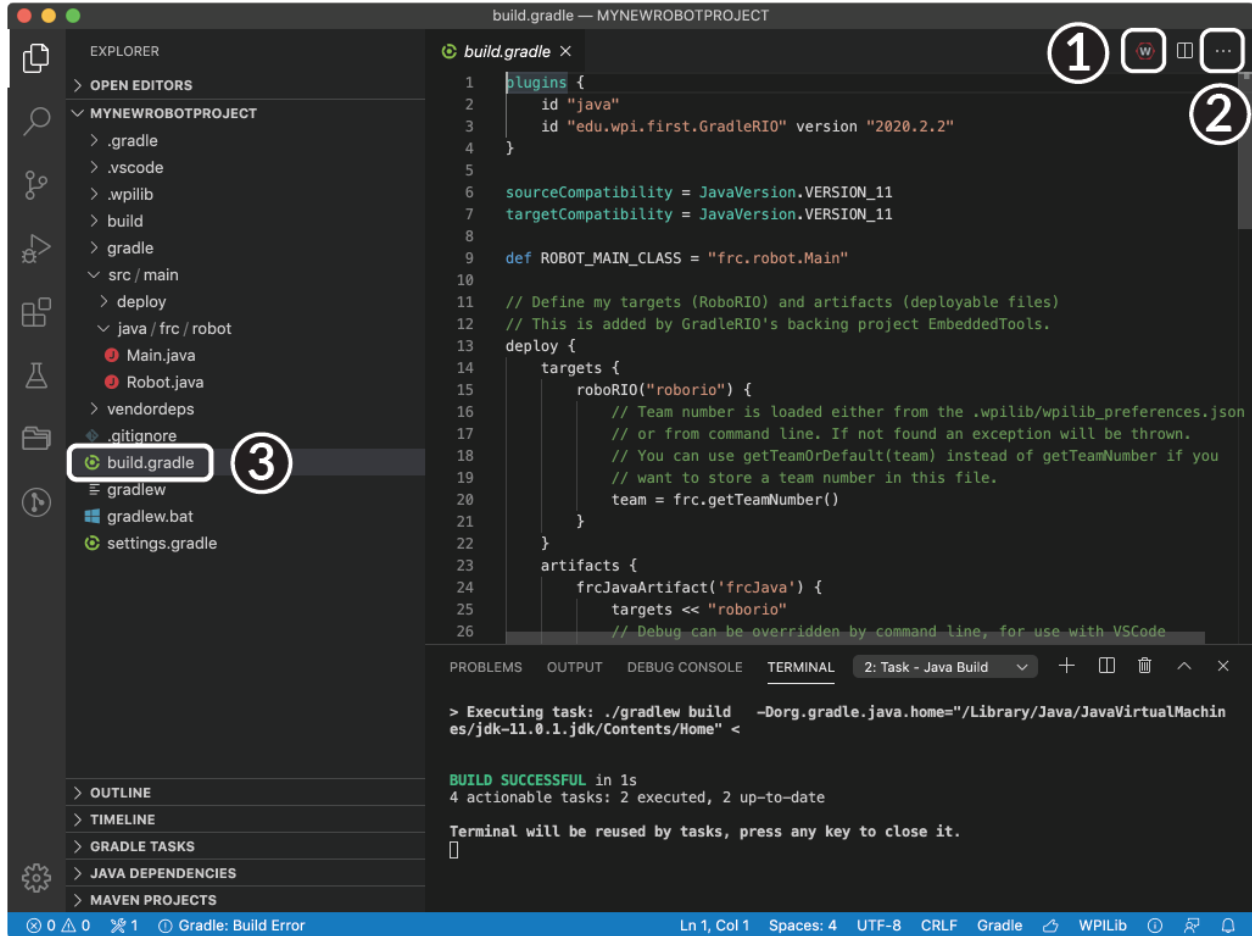 build.gradle — MYNEWROBOTPROJECT
EXPLORER
OPEN EDITORS
MYNEWROBOTPROJECT
.gradle
.vscode
.wpilib
build
gradle
src / main
deploy
java / frc / robot
J Main.java
J Robot.java
vendordeps
.gitignore
build.gradle
3
gradlew
gradlew.bat
settings.gradle
OUTLINE
TIMELINE
GRADLE TASKS
JAVA DEPENDENCIES
MAVEN PROJECTS
build.gradle ×
1
W
...
2
1 plugins {
2     id "java"
3     id "edu.wpi.first.GradleRIO" version "2020.2.2"
4 }
5
6 sourceCompatibility = JavaVersion.VERSION_11
7 targetCompatibility = JavaVersion.VERSION_11
8
9 def ROBOT_MAIN_CLASS = "frc.robot.Main"
10
11 // Define my targets (RoboRIO) and artifacts (deployable files)
12 // This is added by GradleRIO's backing project EmbeddedTools.
13 deploy {
14     targets {
15         roboRIO("roborio") {
16             // Team number is loaded either from the .wpilib/wpilib_preferences.json
17             // or from command line. If not found an exception will be thrown.
18             // You can use getTeamOrDefault(team) instead of getTeamNumber if you
19             // want to store a team number in this file.
20             team = frc.getTeamNumber()
21         }
22     }
23     artifacts {
24         frcJavaArtifact('frcJava') {
25             targets << "roborio"
26             // Debug can be overridden by command line, for use with VSCode
PROBLEMS OUTPUT DEBUG CONSOLE TERMINAL 2: Task - Java Build
> Executing task: ./gradlew build   -Dorg.gradle.java.home="/Library/Java/JavaVirtualMachin
es/jdk-11.0.1.jdk/Contents/Home" <
BUILD SUCCESSFUL in 1s
4 actionable tasks: 2 executed, 2 up-to-date
Terminal will be reused by tasks, press any key to close it.
0 0 1 Gradle: Build Error Ln 1, Col 1 Spaces: 4 UTF-8 CRLF Gradle WPILib